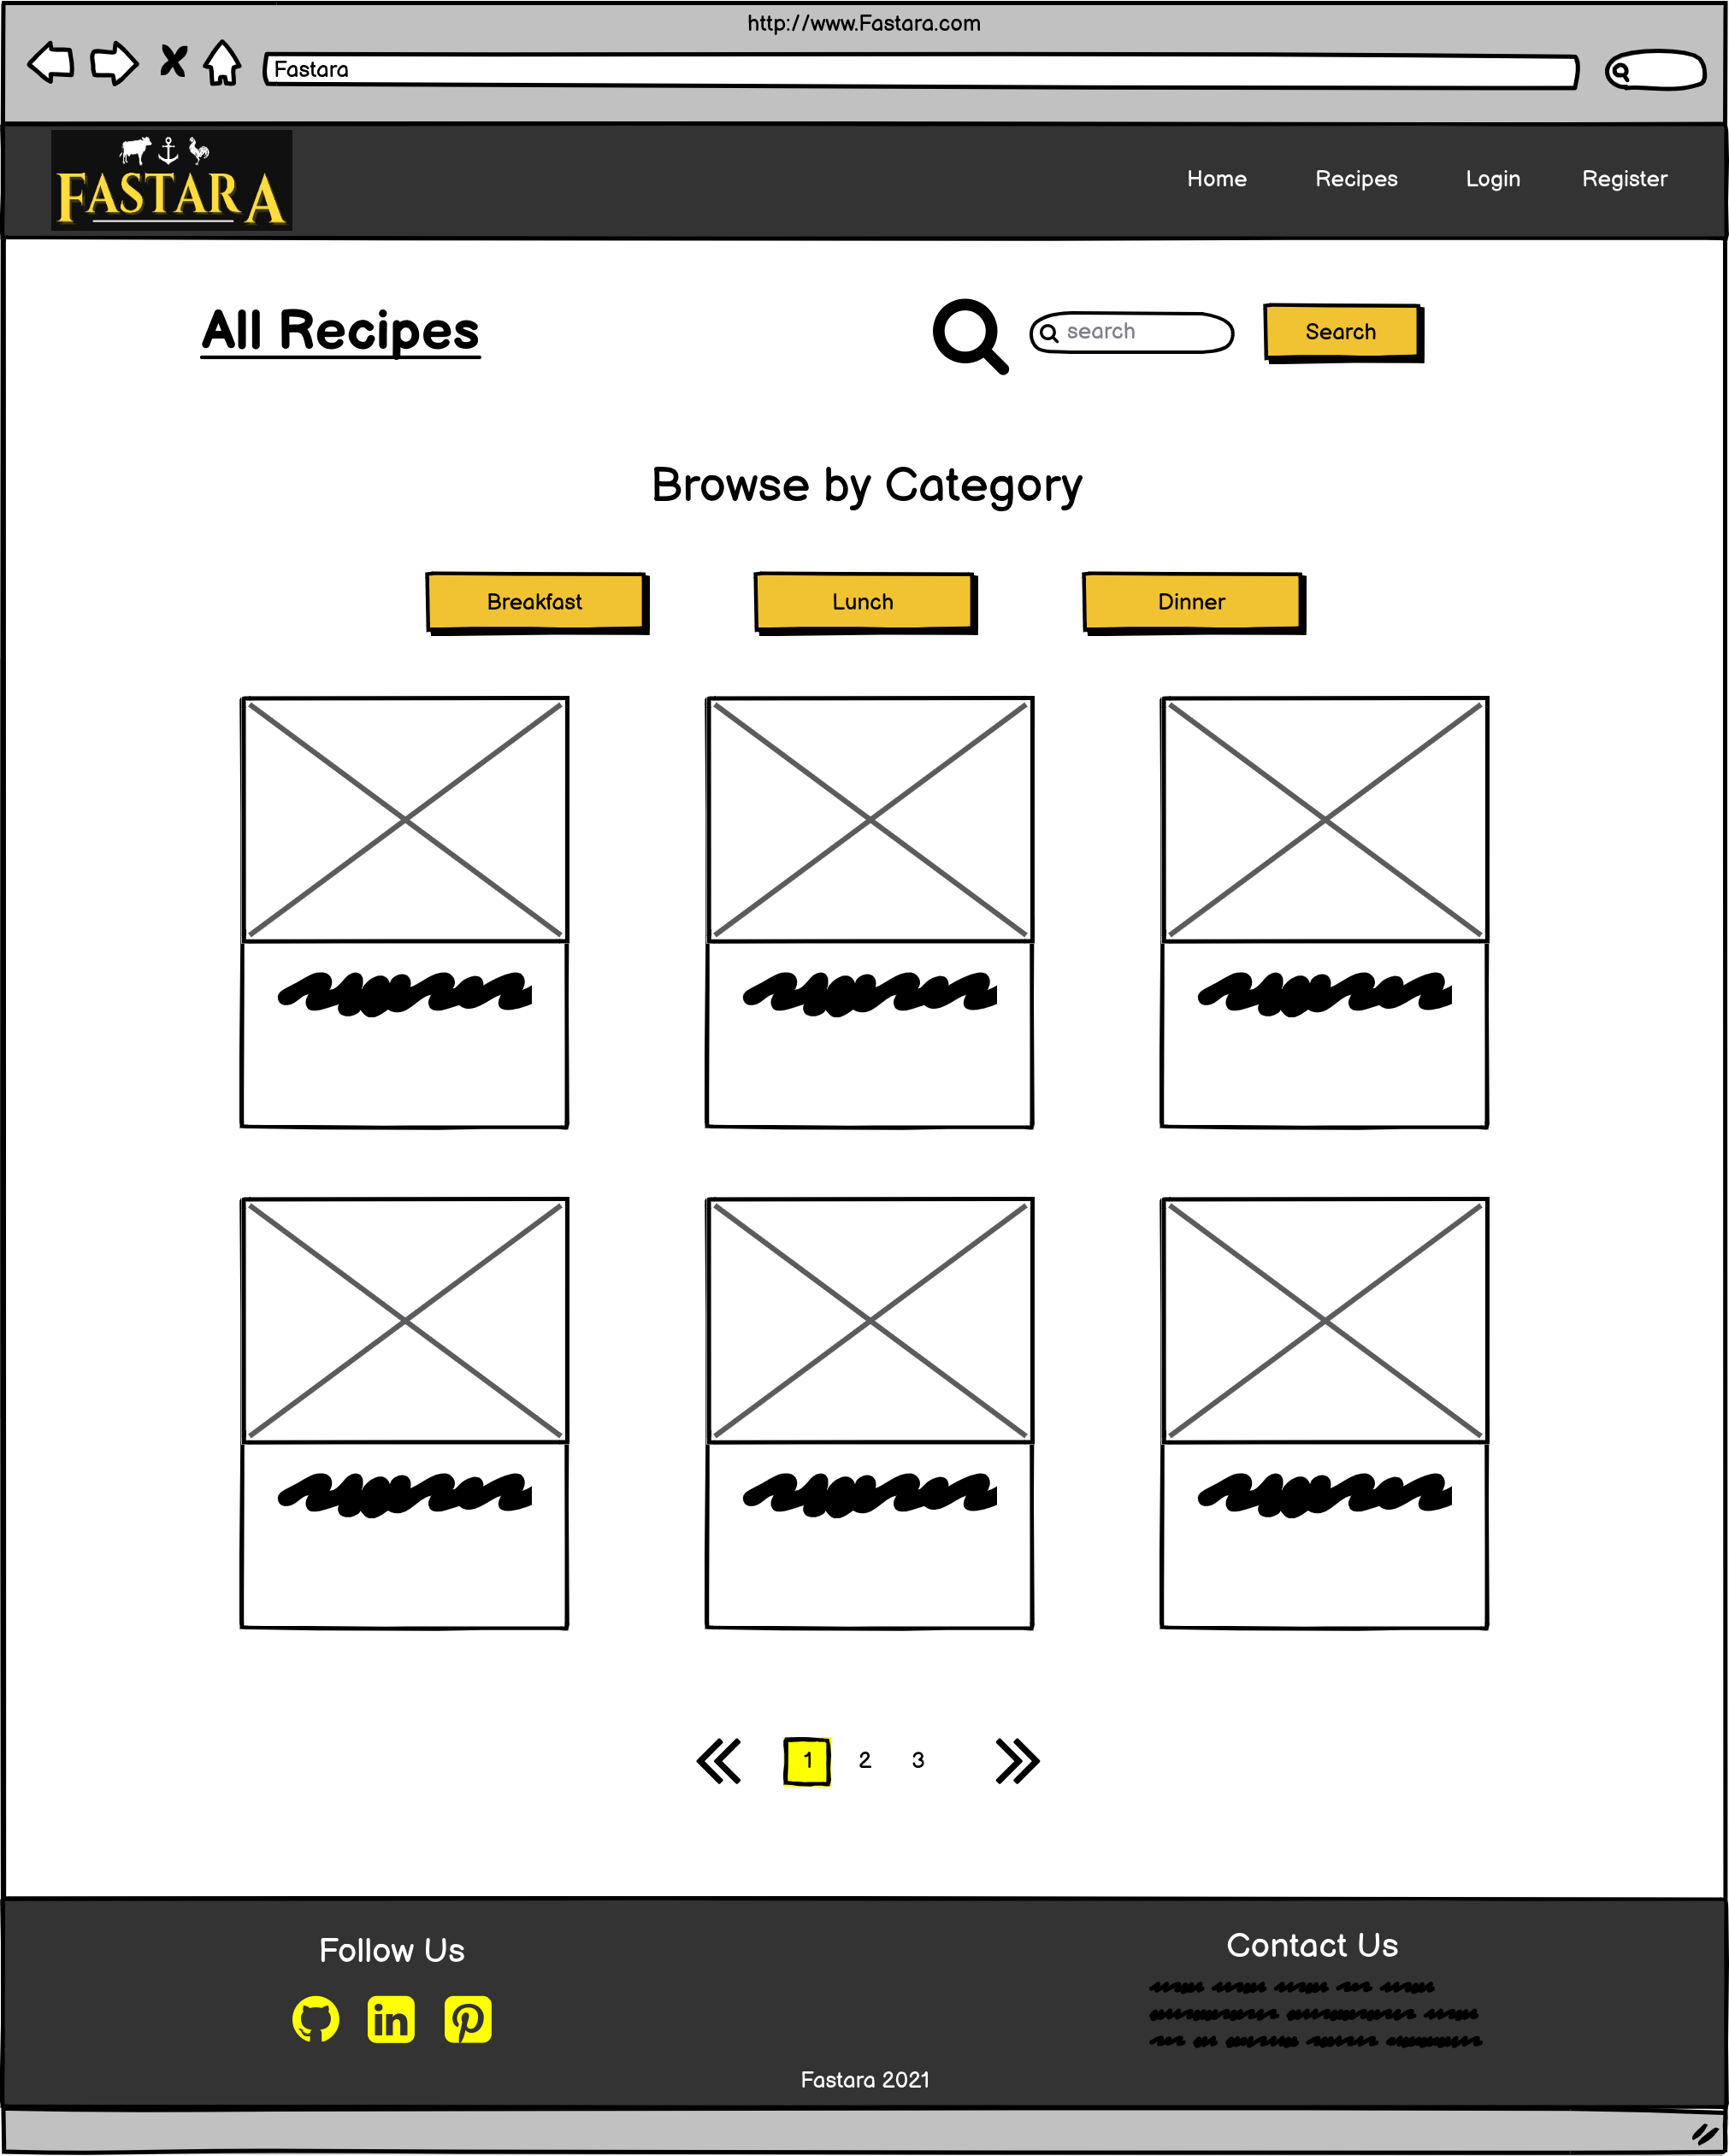 http://www.Fastara.com
Fastara
FASTARA
Home Recipes Login Register
All Recipes
search
Search
Browse by Category
Breakfast Lunch Dinner
1 2 3
Follow Us
Contact Us
in
Fastara 2021